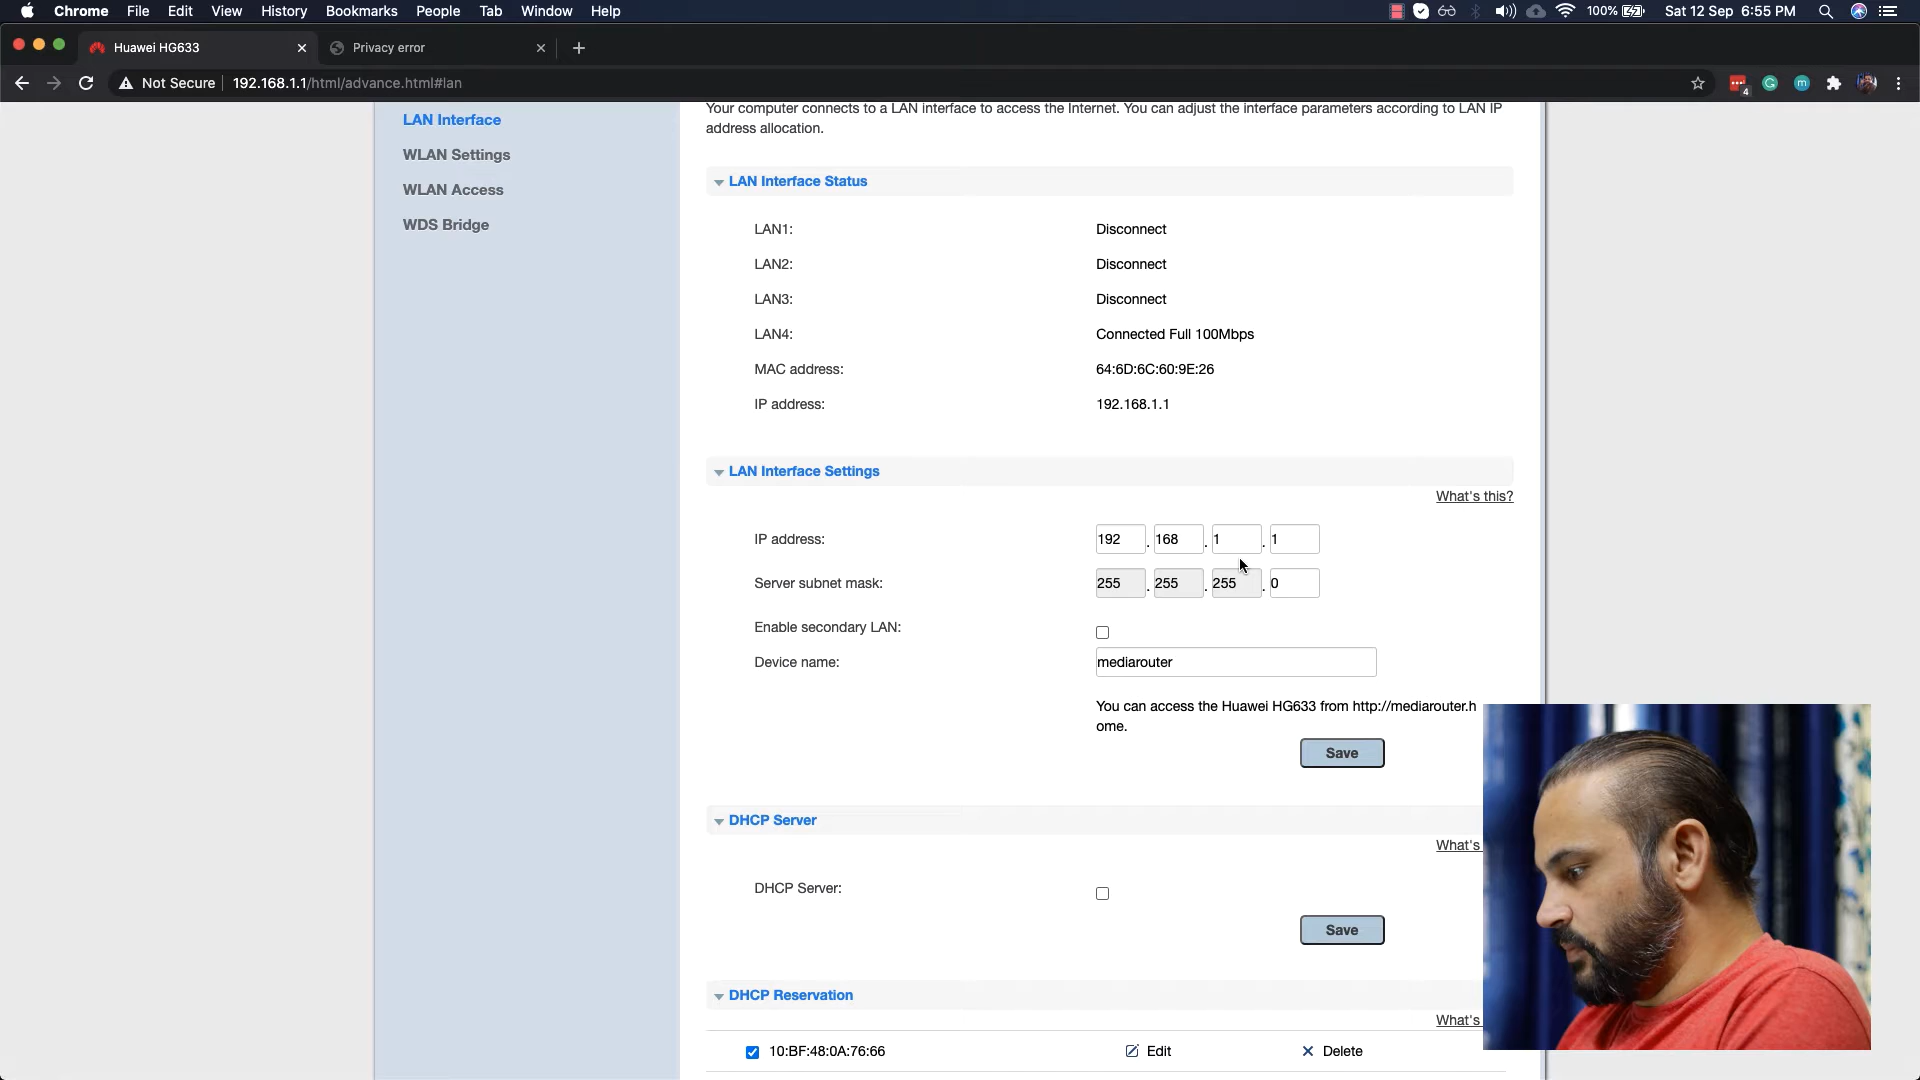 Chrome File Edit View History Bookmarks People Tab Window Help 100% Sat 12 Sep 6:55 PM
Huawei HG633 Privacy error
Not Secure 192.168.1.1/html/advance.html#lan 4
Your computer connects to a LAN interface to access the Internet. You can adjust the interface parameters according to LAN IP
address allocation.
LAN Interface
WLAN Settings
WLAN Access
WDS Bridge
LAN Interface Status
LAN1: Disconnect
LAN2: Disconnect
LAN3: Disconnect
LAN4: Connected Full 100Mbps
MAC address: 64:6D:6C:60:9E:26
IP address: 192.168.1.1
LAN Interface Settings
What's this?
IP address: 192 . 168 . 1 . 1
Server subnet mask: 255 . 255 . 255 . 0
Enable secondary LAN:
Device name: mediarouter
You can access the Huawei HG633 from http://mediarouter.h
ome.
Save
DHCP Server
What's
DHCP Server:
Save
DHCP Reservation
What's
10:BF:48:0A:76:66 Edit Delete